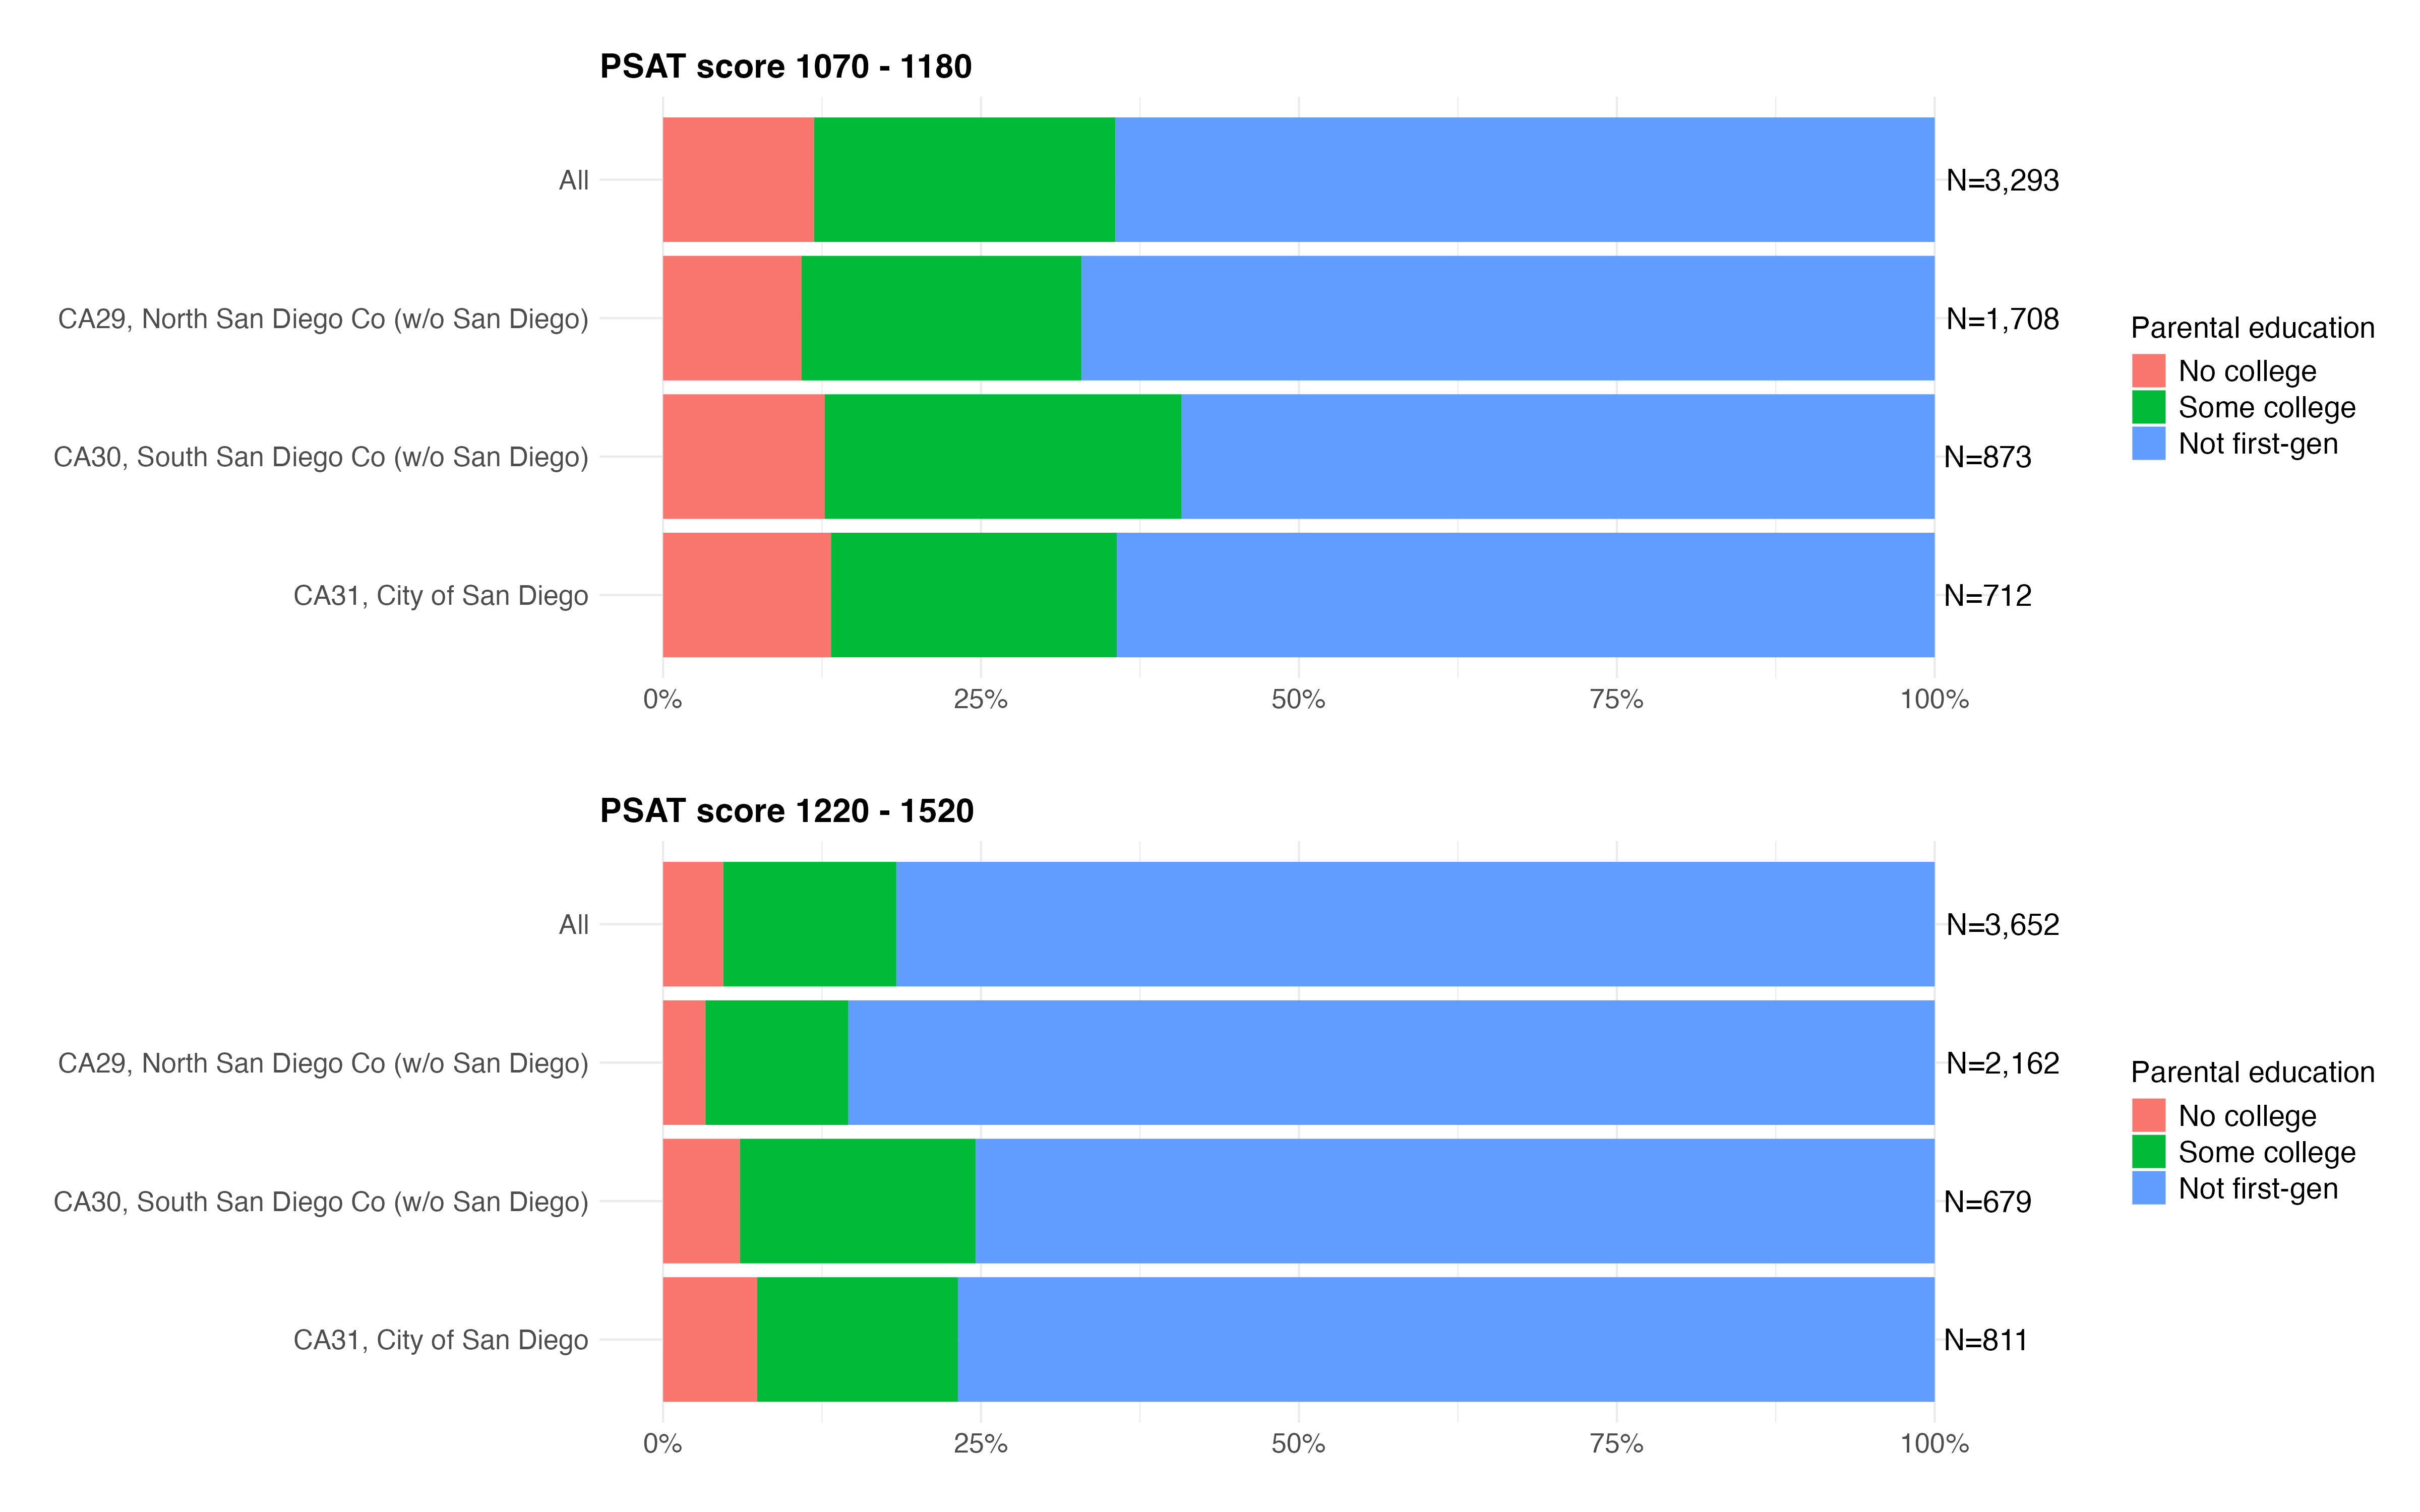 PSAT score 1070 - 1180
All
N=3,293
CA29, North San Diego Co (w/o San Diego)
N=1,708
CA30, South San Diego Co (w/o San Diego)
N=873
CA31, City of San Diego
N=712
0% 25% 50% 75% 100%
Parental education
No college
Some college
Not first-gen
PSAT score 1220 - 1520
All
N=3,652
CA29, North San Diego Co (w/o San Diego)
N=2,162
CA30, South San Diego Co (w/o San Diego)
N=679
CA31, City of San Diego
N=811
0% 25% 50% 75% 100%
Parental education
No college
Some college
Not first-gen